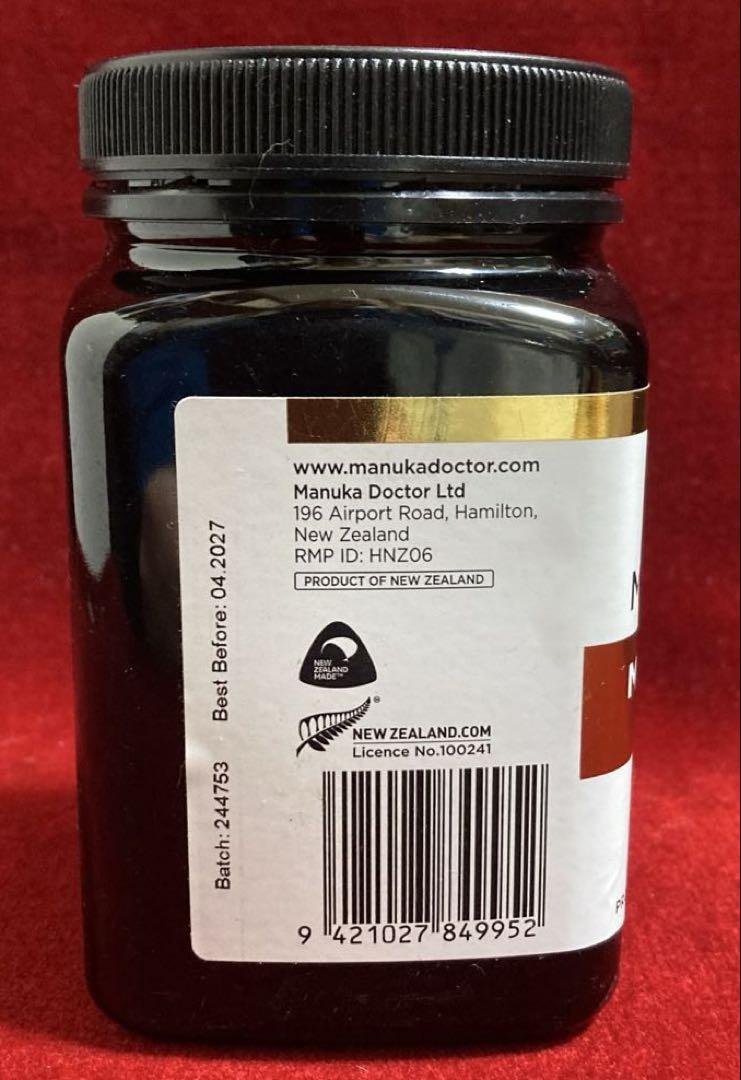 www.manukadoctor.com
Manuka Doctor Ltd
196 Airport Road, Hamilton,
New Zealand
RMP ID: HNZ06
PRODUCT OF NEW ZEALAND
NEW
ZEALAND
MADE™
®
NEW ZEALAND.COM
Licence No.100241
9 421027 849952
Batch: 244753 Best Before: 04.2027